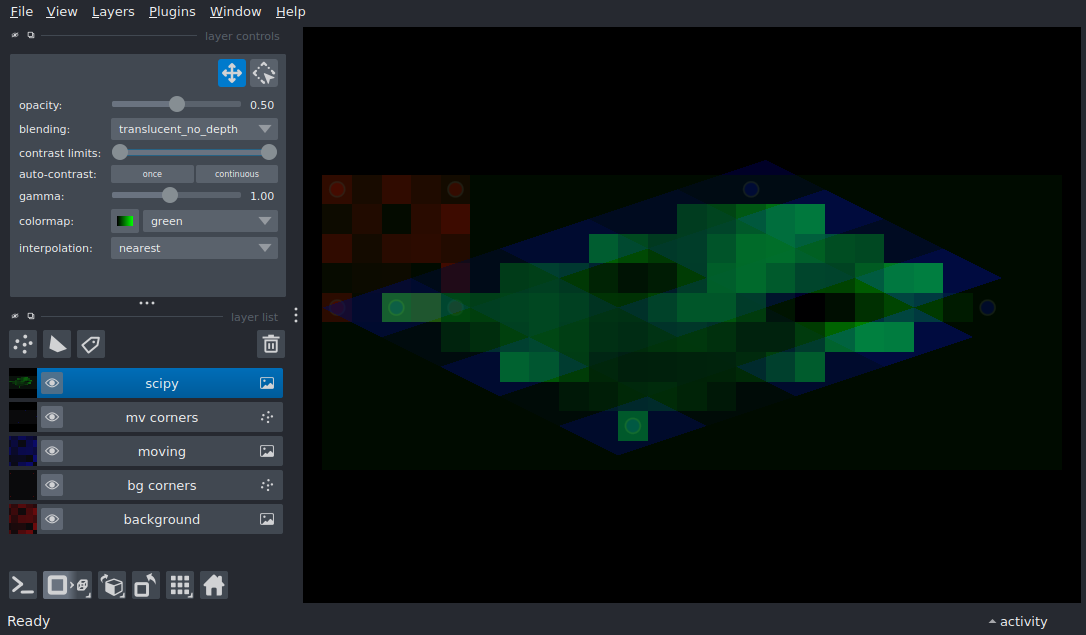 File View Layers Plugins Window Help
layer controls
opacity: 0.50
blending: translucent_no_depth
contrast limits:
auto-contrast: once continuous
gamma: 1.00
colormap: green
interpolation: nearest
layer list
scipy
mv corners
moving
bg corners
background
Ready
activity